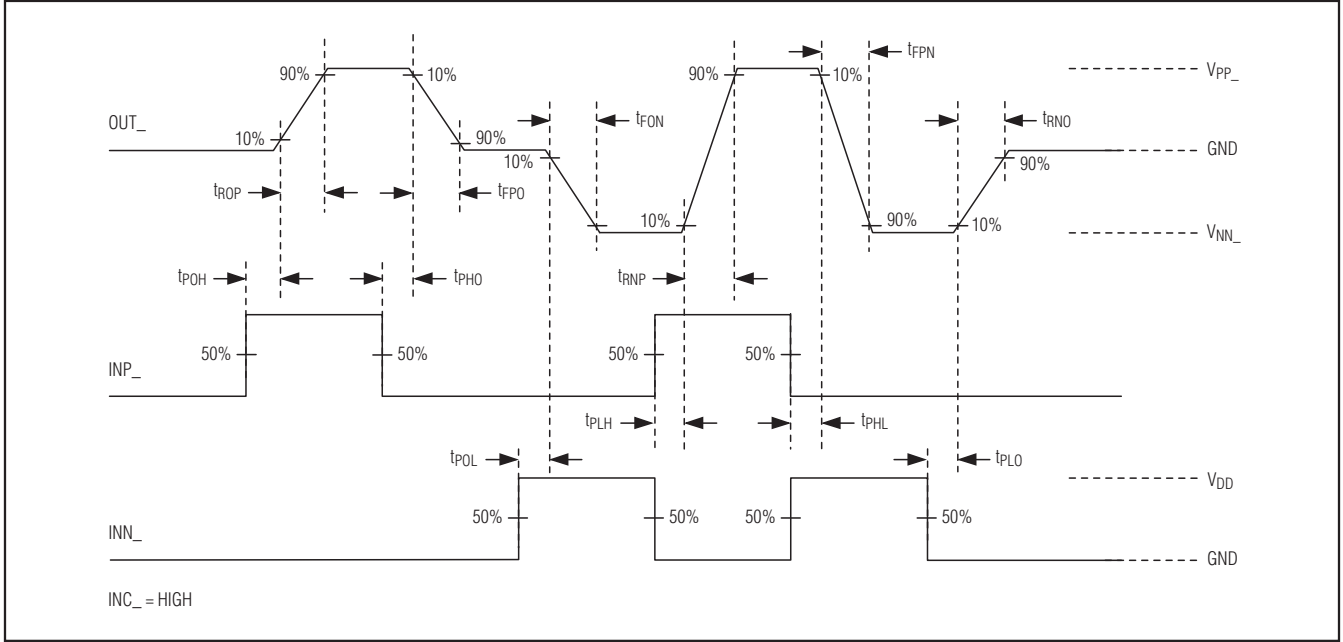 tFPN
90%
10%
90%
10%
VPP_
tFON
tRNO
OUT_
10%
90%
10%
GND
90%
tROP
tFPO
10%
90%
10%
VNN_
tPOH
tPHO
tRNP
50%
50%
50%
50%
INP_
tPLH
tPHL
tPOL
tPLO
VDD
50%
50%
50%
50%
INN_
GND
INC_ = HIGH